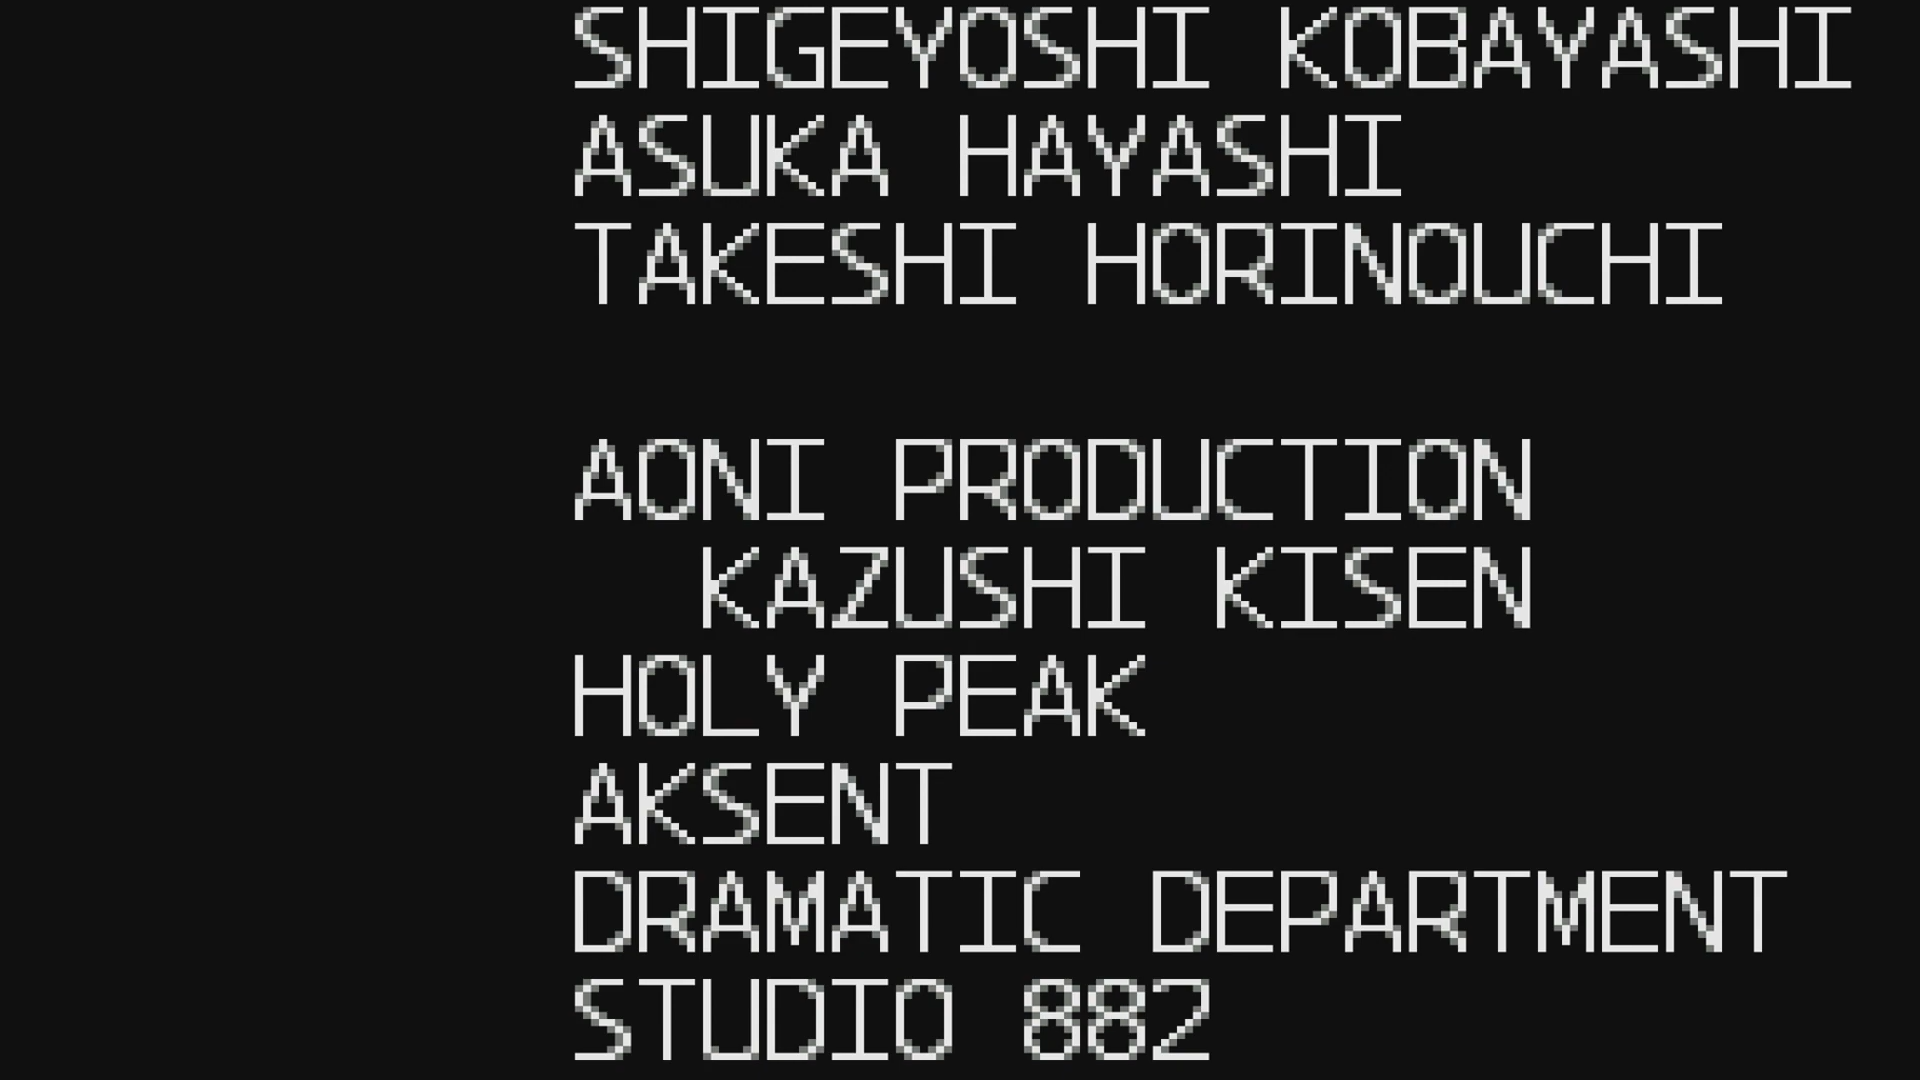 SHIGEYOSHI KOBAYASHI
ASUKA HAYASHI
TAKESHI HORINOUCHI
AONI PRODUCTION
KAZUSHI KISEN
HOLY PEAK
AKSENT
DRAMATIC DEPARTMENT
STUDIO 882